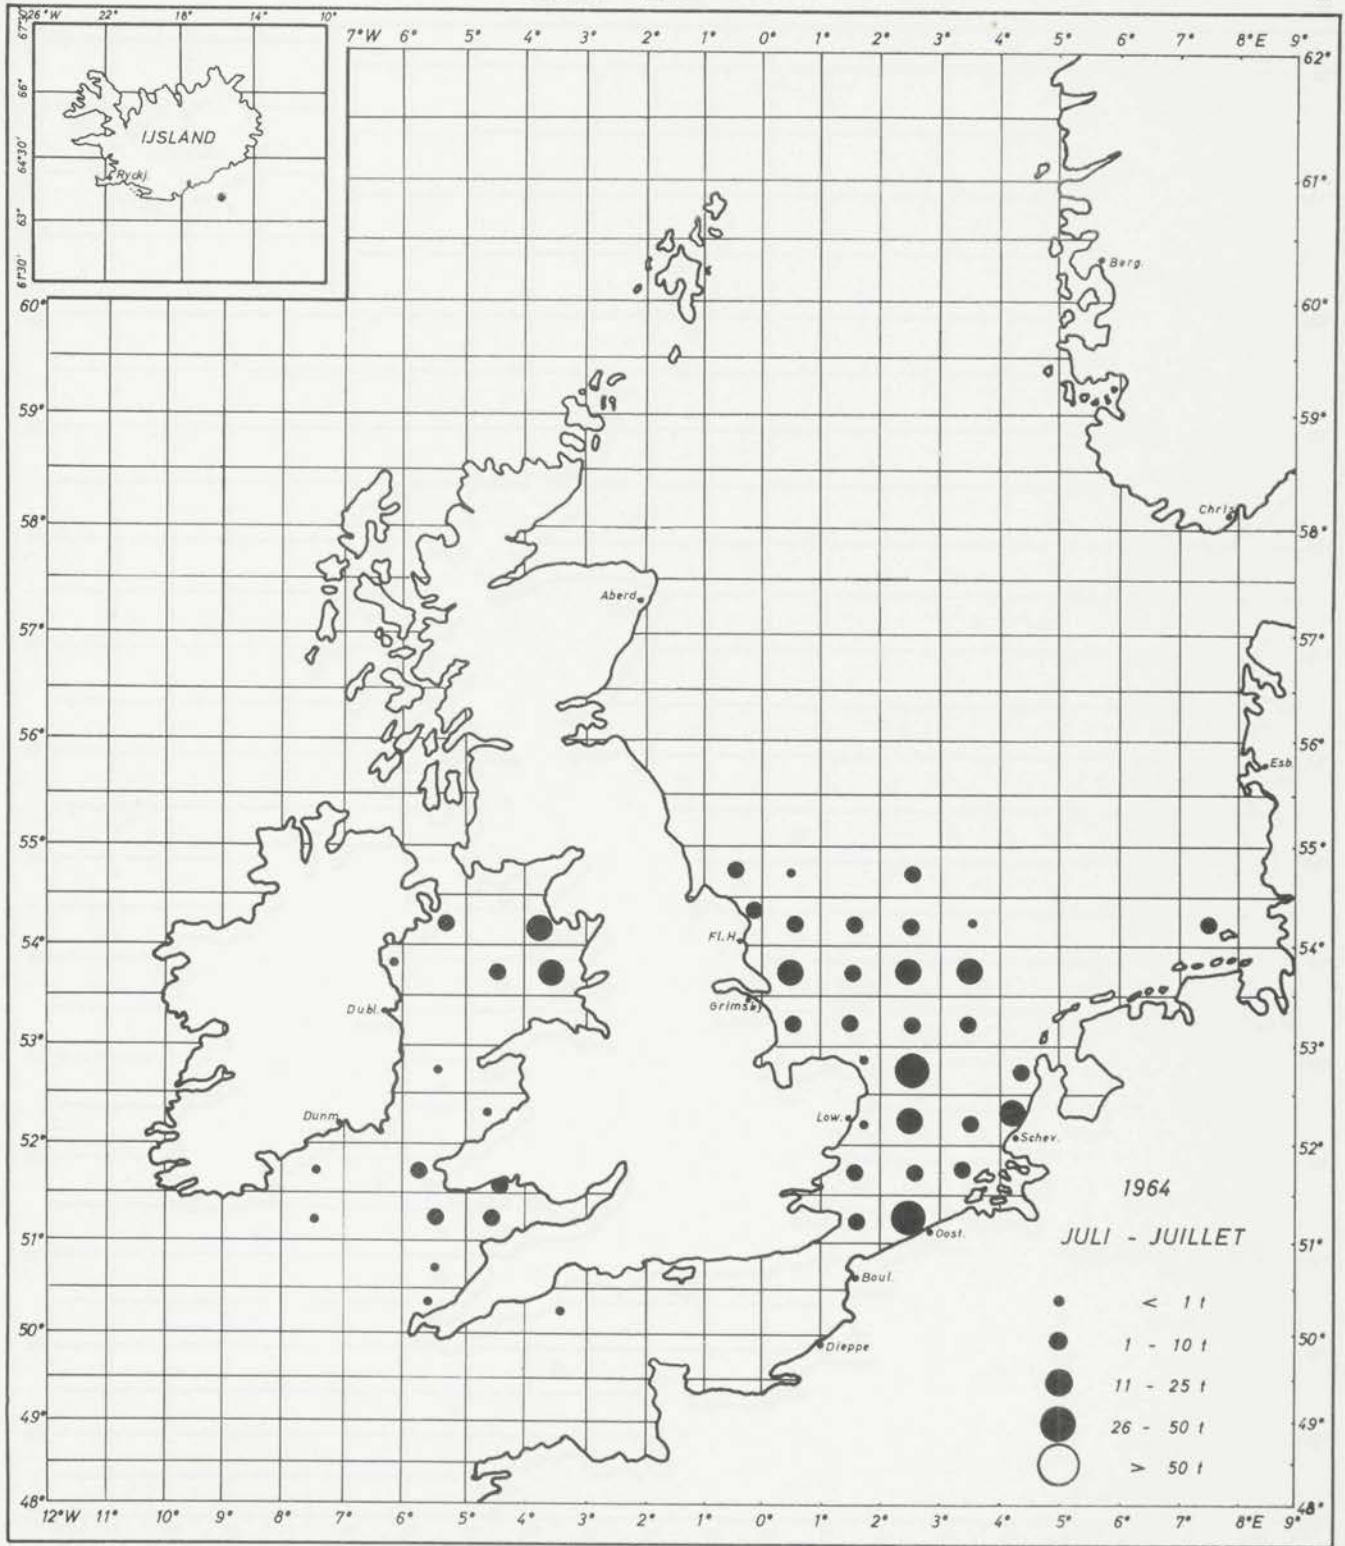 26°W 22° 18° 14° 10°
67°30'
66°
64°30'
63°
61°30'
IJSLAND
Ryckj.
7°W 6° 5° 4° 3° 2° 1° 0° 1° 2° 3° 4° 5° 6° 7° 8°E 9°
62°
61°
60° 60°
59° 59°
58° 58°
57° 57°
56° 56°
55° 55°
54° 54°
53° 53°
52° 52°
51° 51°
50° 50°
49° 49°
48° 48°
Berg.
Chris
Aberd.
Esb.
Fl.H.
Grimsb.
Dubl.
Dunm.
Low.
Schev.
Oost.
Boul.
Dieppe
1964
JULI - JUILLET
< 1 t
1 - 10 t
11 - 25 t
26 - 50 t
> 50 t
12°W 11° 10° 9° 8° 7° 6° 5° 4° 3° 2° 1° 0° 1° 2° 3° 4° 5° 6° 7° 8°E 9°